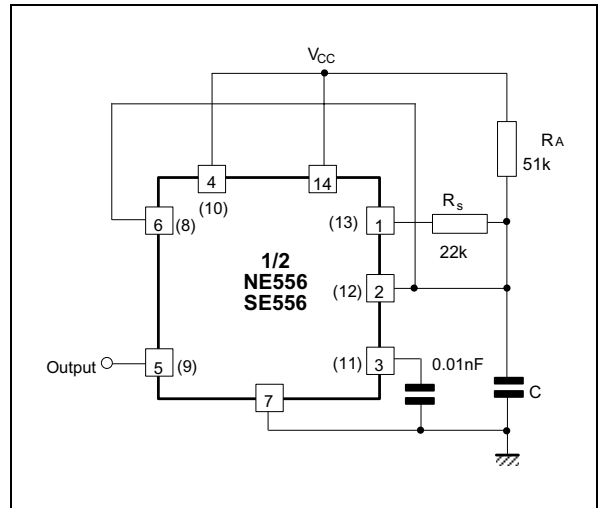 VCC
RA
4
14
51k
(10)
Rs
6
(8)
(13)
1
22k
1/2
NE556
SE556
(12)
2
Output
5
(9)
(11)
3
0.01nF
7
C